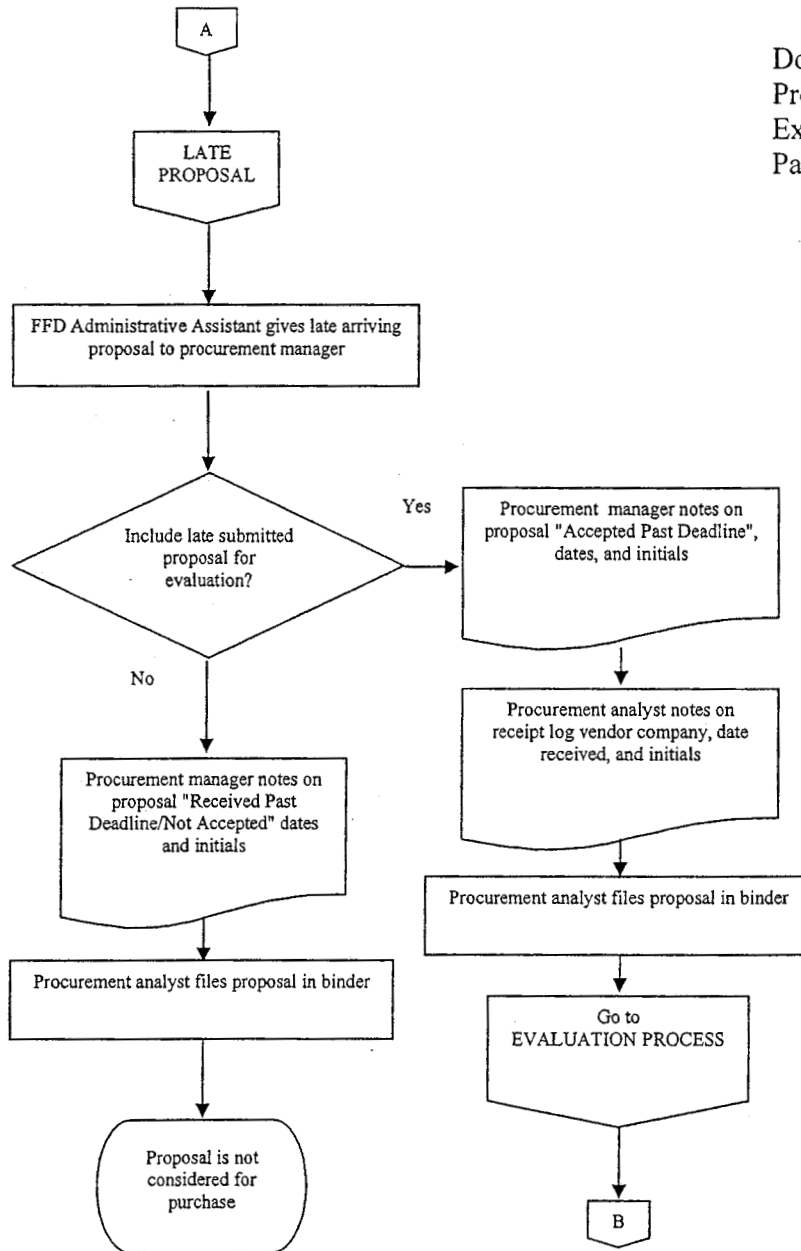 A
Do
Pr
Ex
Pa
LATE
PROPOSAL
FFD Administrative Assistant gives late arriving
proposal to procurement manager
Include late submitted
proposal for
evaluation?
Yes
Procurement manager notes on
proposal "Accepted Past Deadline",
dates, and initials
No
Procurement analyst notes on
receipt log vendor company, date
received, and initials
Procurement manager notes on
proposal "Received Past
Deadline/Not Accepted" dates
and initials
Procurement analyst files proposal in binder
Procurement analyst files proposal in binder
Go to
EVALUATION PROCESS
Proposal is not
considered for
purchase
B